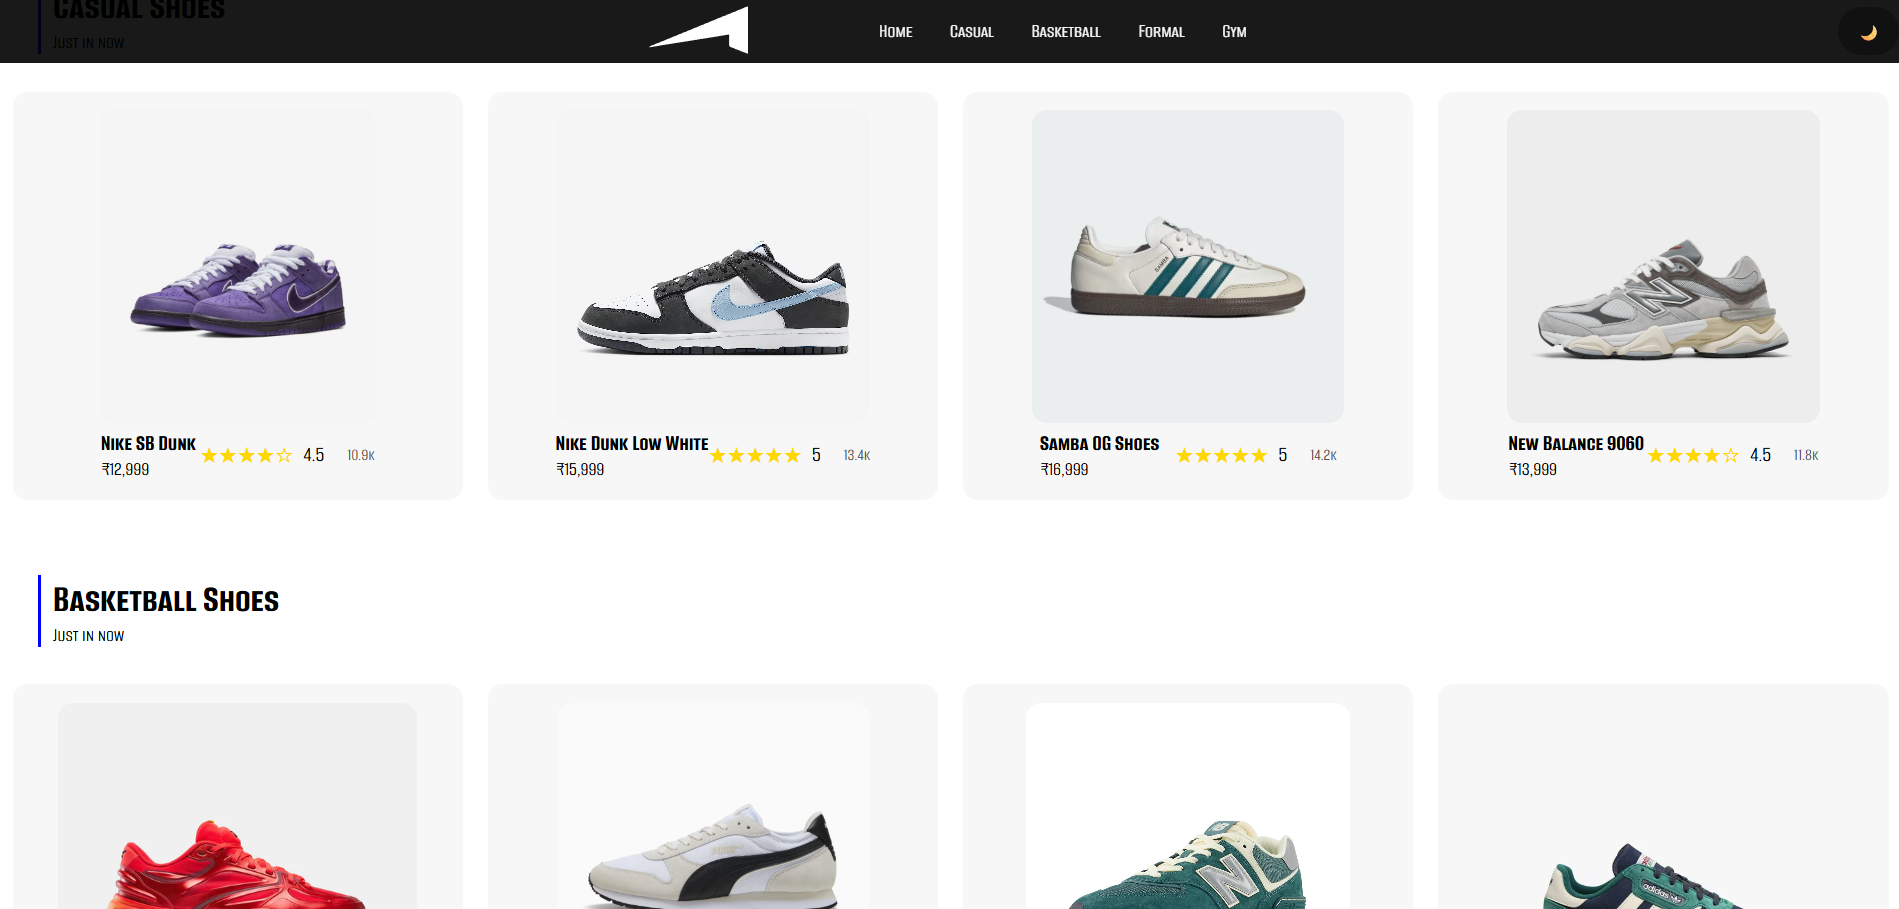 Casual Shoes
Just in now
Home Casual Basketball Formal Gym
Nike SB Dunk
₹12,999
★★★★☆ 4.5 10.9k
Nike Dunk Low White
₹15,999
★★★★★ 5 13.4k
Samba OG Shoes
₹16,999
★★★★★ 5 14.2k
New Balance 9060
₹13,999
★★★★☆ 4.5 11.8k
Basketball Shoes
Just in now
SAMBA
adidas